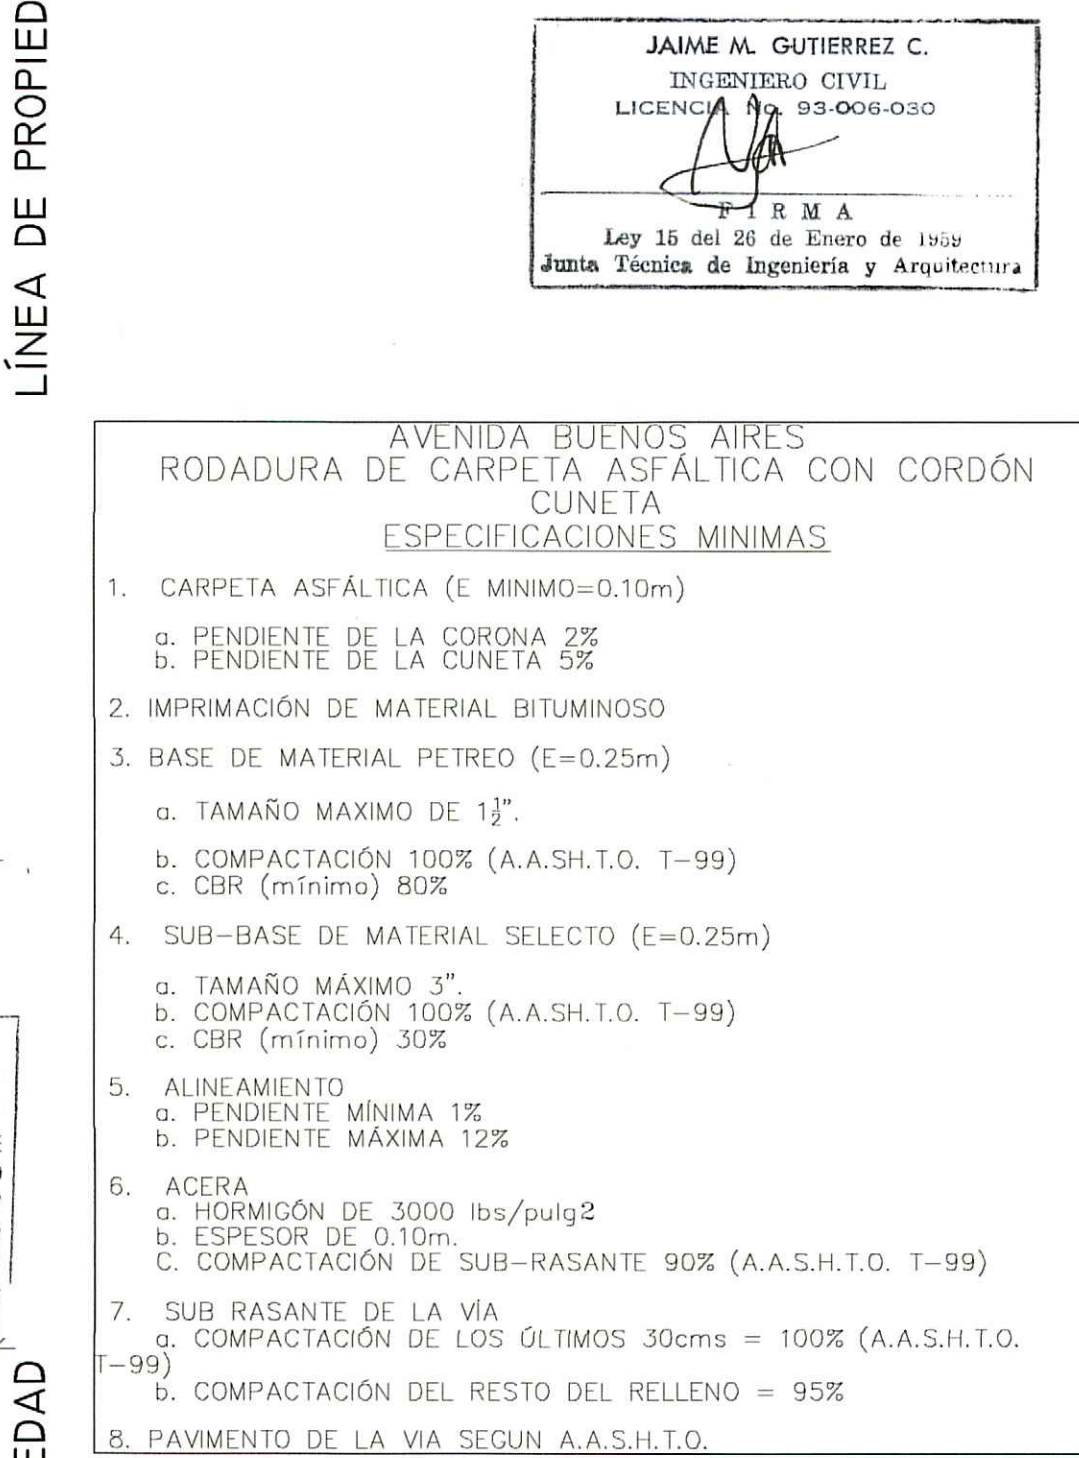 LÍNEA DE PROPIED
JAIME M. GUTIERREZ C.
INGENIERO CIVIL
LICENCIA No. 93-006-030
FIRMA
Ley 15 del 26 de Enero de 1959
Junta Técnica de Ingeniería y Arquitectura
AVENIDA BUENOS AIRES
RODADURA DE CARPETA ASFÁLTICA CON CORDÓN
CUNETA
ESPECIFICACIONES MINIMAS
1. CARPETA ASFÁLTICA (E MINIMO=0.10m)
a. PENDIENTE DE LA CORONA 2%
b. PENDIENTE DE LA CUNETA 5%
2. IMPRIMACIÓN DE MATERIAL BITUMINOSO
3. BASE DE MATERIAL PETREO (E=0.25m)
a. TAMAÑO MAXIMO DE 1½".
b. COMPACTACIÓN 100% (A.A.SH.T.O. T-99)
c. CBR (mínimo) 80%
4. SUB-BASE DE MATERIAL SELECTO (E=0.25m)
a. TAMAÑO MÁXIMO 3".
b. COMPACTACIÓN 100% (A.A.SH.T.O. T-99)
c. CBR (mínimo) 30%
5. ALINEAMIENTO
a. PENDIENTE MÍNIMA 1%
b. PENDIENTE MÁXIMA 12%
6. ACERA
a. HORMIGÓN DE 3000 lbs/pulg2
b. ESPESOR DE 0.10m.
C. COMPACTACIÓN DE SUB-RASANTE 90% (A.A.S.H.T.O. T-99)
7. SUB RASANTE DE LA VÍA
a. COMPACTACIÓN DE LOS ÚLTIMOS 30cms = 100% (A.A.S.H.T.O.
T-99)
b. COMPACTACIÓN DEL RESTO DEL RELLENO = 95%
8. PAVIMENTO DE LA VIA SEGUN A.A.S.H.T.O.
EDAD